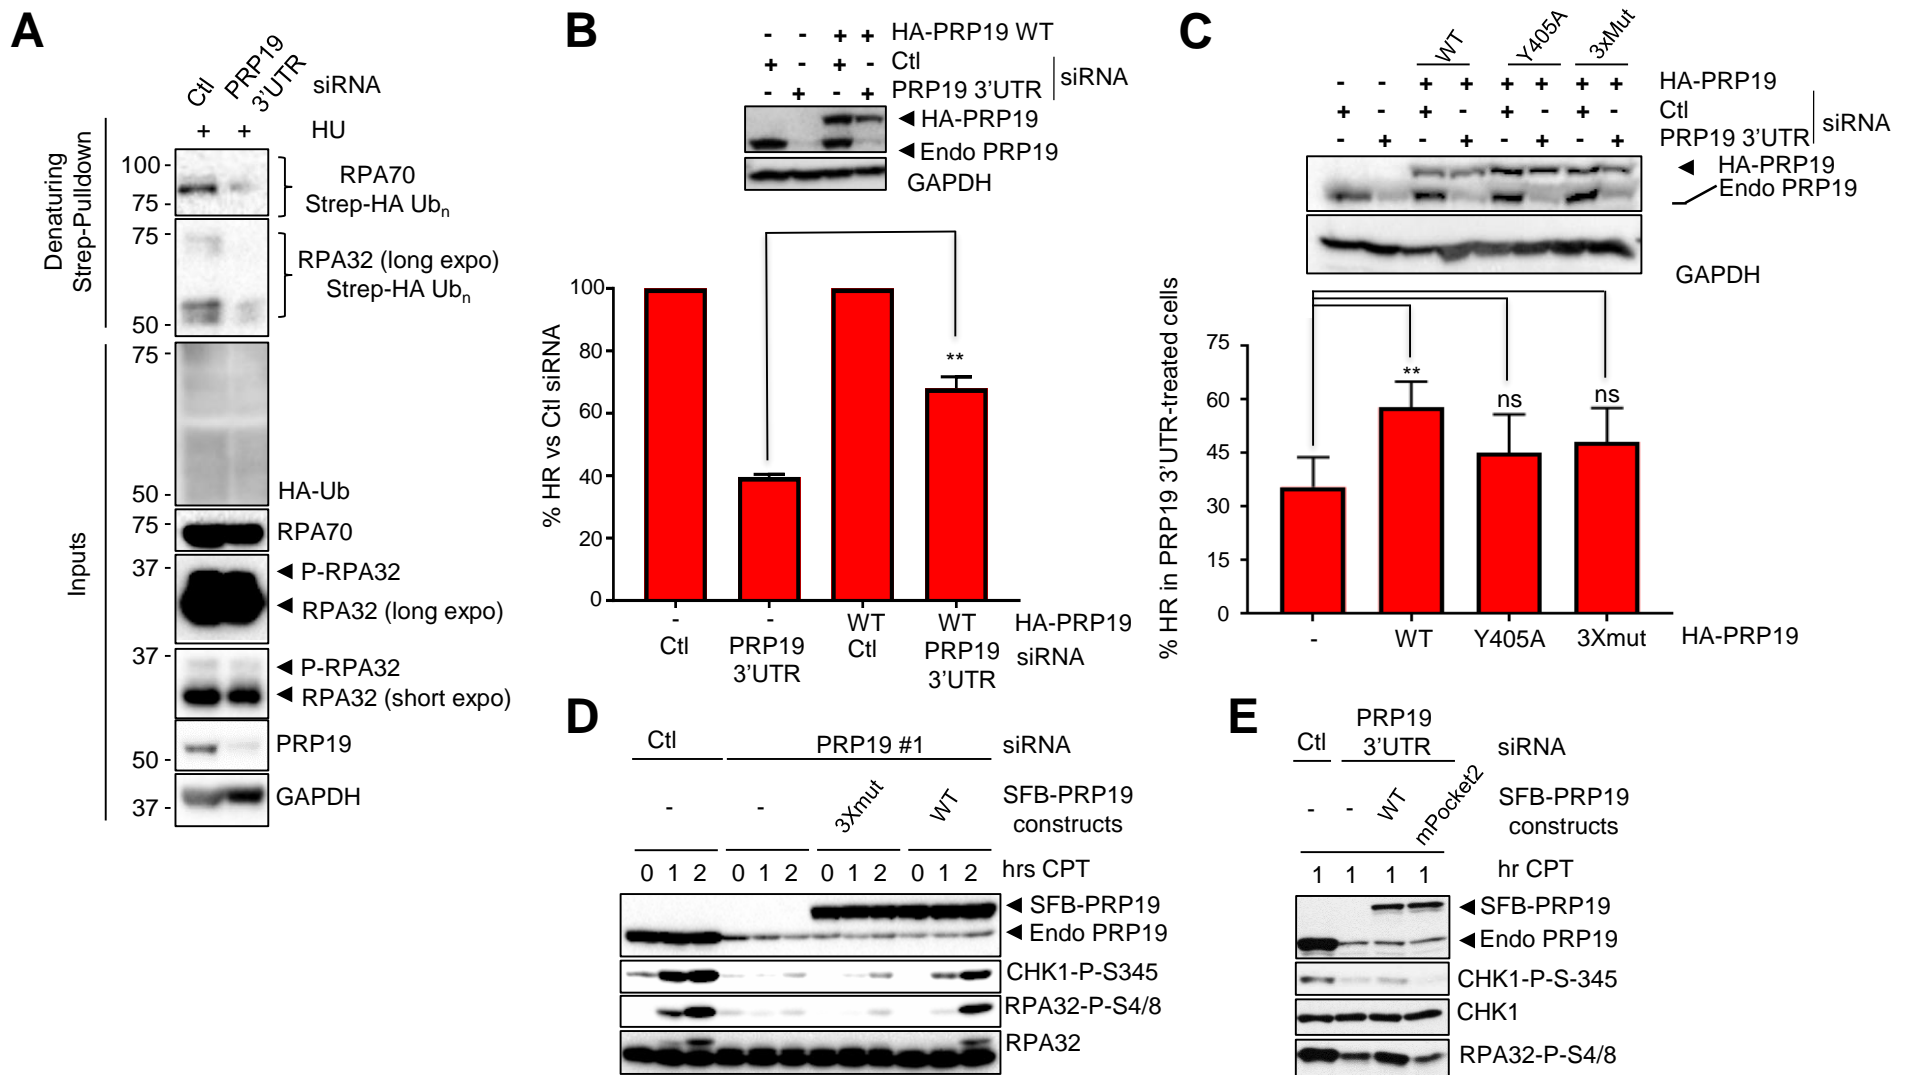 A
Ctl
PRP19
3'UTR
siRNA
+ + HU
Denaturing
Strep-Pulldown
100 -
75 -
RPA70
Strep-HA Ubn
75 -
50 -
RPA32 (long expo)
Strep-HA Ubn
Inputs
75 -
50 -
HA-Ub
75 -
RPA70
37 -
P-RPA32
RPA32 (long expo)
37 -
P-RPA32
RPA32 (short expo)
50 -
PRP19
37 -
GAPDH
B
- - + + HA-PRP19 WT
+ - + - Ctl
- + - + PRP19 3'UTR
siRNA
HA-PRP19
Endo PRP19
GAPDH
% HR vs Ctl siRNA
100
80
60
40
20
0
**
- - WT WT HA-PRP19
Ctl PRP19 3'UTR Ctl PRP19 3'UTR siRNA
C
WT Y405A 3xMut
- - + + + + + + HA-PRP19
+ - + - + - + - Ctl
- + - + - + - + PRP19 3'UTR
siRNA
HA-PRP19
Endo PRP19
GAPDH
% HR in PRP19 3'UTR-treated cells
75
60
45
30
15
0
** ns ns
- WT Y405A 3Xmut HA-PRP19
D
Ctl PRP19 #1 siRNA
- - 3Xmut WT SFB-PRP19
constructs
0 1 2 0 1 2 0 1 2 0 1 2 hrs CPT
SFB-PRP19
Endo PRP19
CHK1-P-S345
RPA32-P-S4/8
RPA32
E
Ctl PRP19
3'UTR siRNA
- - WT mPocket2 SFB-PRP19
constructs
1 1 1 1 hr CPT
SFB-PRP19
Endo PRP19
CHK1-P-S-345
CHK1
RPA32-P-S4/8